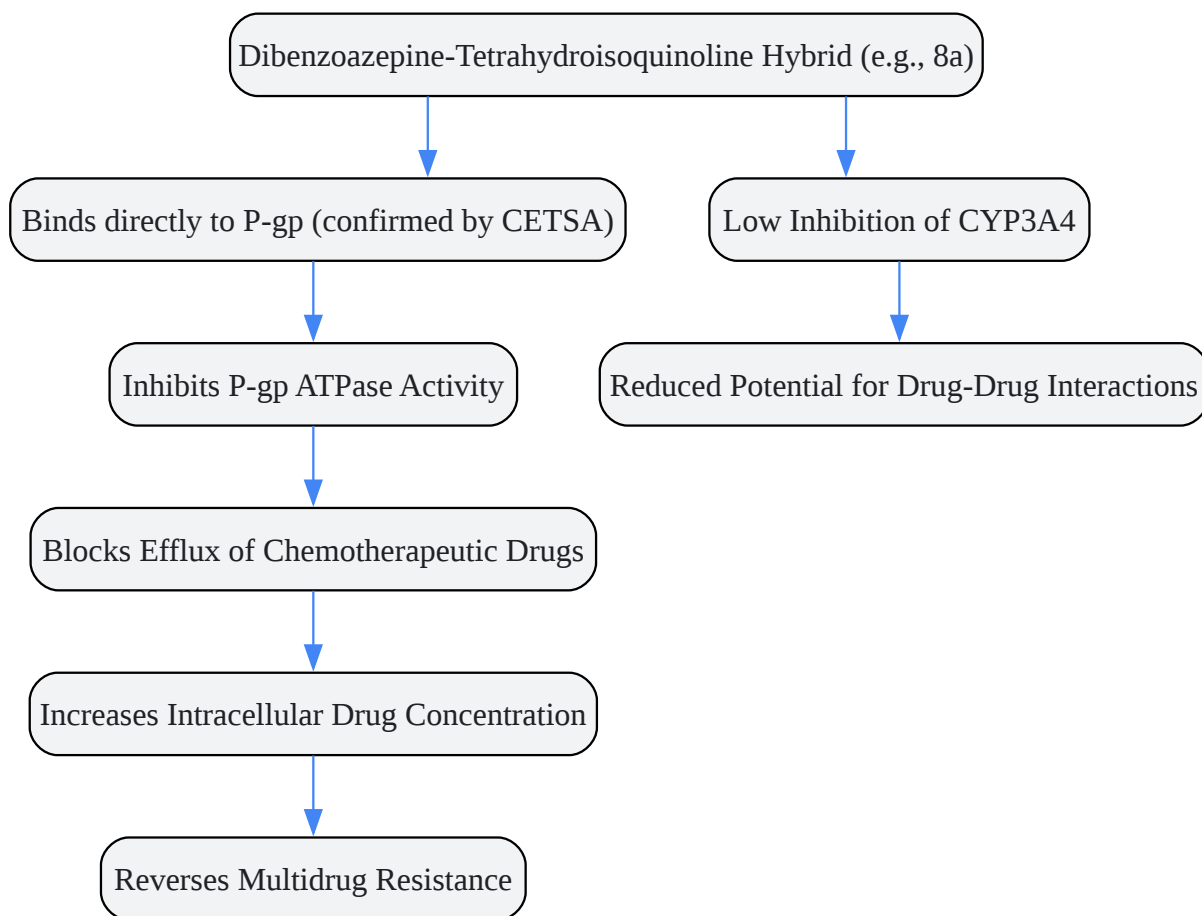 Dibenzoazepine-Tetrahydroisoquinoline Hybrid (e.g., 8a)
Binds directly to P-gp (confirmed by CETSA)
Low Inhibition of CYP3A4
Inhibits P-gp ATPase Activity
Reduced Potential for Drug-Drug Interactions
Blocks Efflux of Chemotherapeutic Drugs
Increases Intracellular Drug Concentration
Reverses Multidrug Resistance